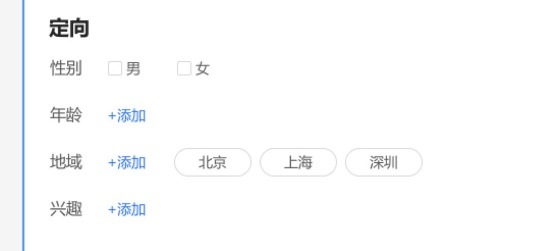 定向
性别 男 女
年龄 +添加
地域 +添加 北京 上海 深圳
兴趣 +添加